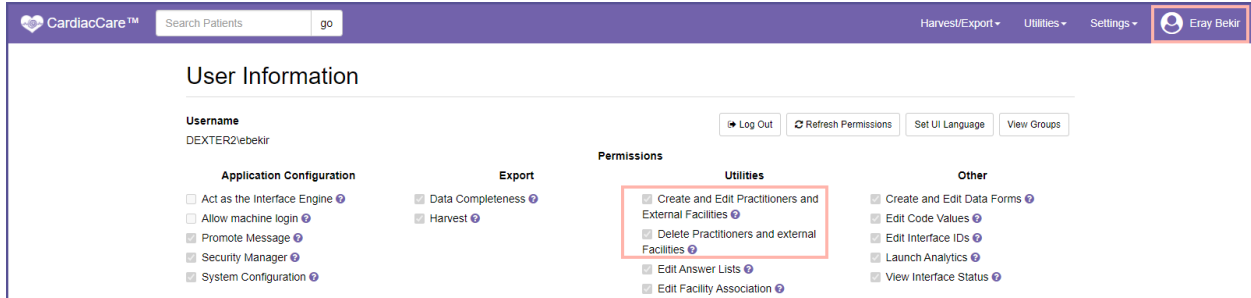 CardiacCare™ Search Patients go Harvest/Export Utilities Settings Eray Bekir
User Information
Username
DEXTER2\ebekir
Log Out Refresh Permissions Set UI Language View Groups
Permissions
Application Configuration
Act as the Interface Engine ?
Allow machine login ?
Promote Message ?
Security Manager ?
System Configuration ?
Export
Data Completeness ?
Harvest ?
Utilities
Create and Edit Practitioners and
External Facilities ?
Delete Practitioners and external
Facilities ?
Edit Answer Lists ?
Edit Facility Association ?
Other
Create and Edit Data Forms ?
Edit Code Values ?
Edit Interface IDs ?
Launch Analytics ?
View Interface Status ?